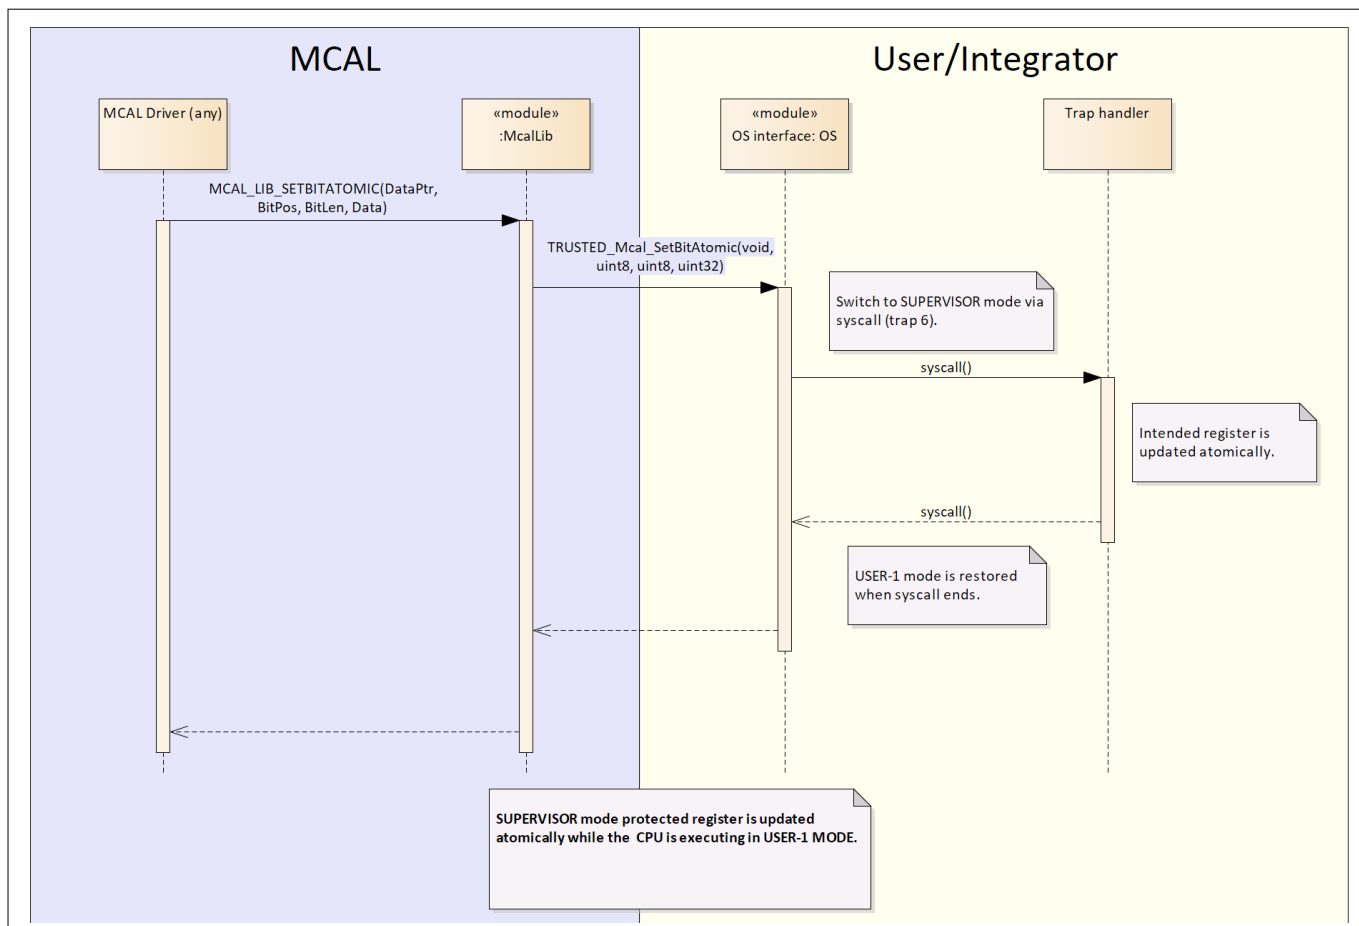 MCAL
User/Integrator
MCAL Driver (any)
«module»
:McalLib
«module»
OS interface: OS
Trap handler
MCAL_LIB_SETBITATOMIC(DataPtr,
BitPos, BitLen, Data)
TRUSTED_Mcal_SetBitAtomic(void,
uint8, uint8, uint32)
Switch to SUPERVISOR mode via
syscall (trap 6).
syscall()
Intended register is
updated atomically.
syscall()
USER-1 mode is restored
when syscall ends.
SUPERVISOR mode protected register is updated
atomically while the CPU is executing in USER-1 MODE.